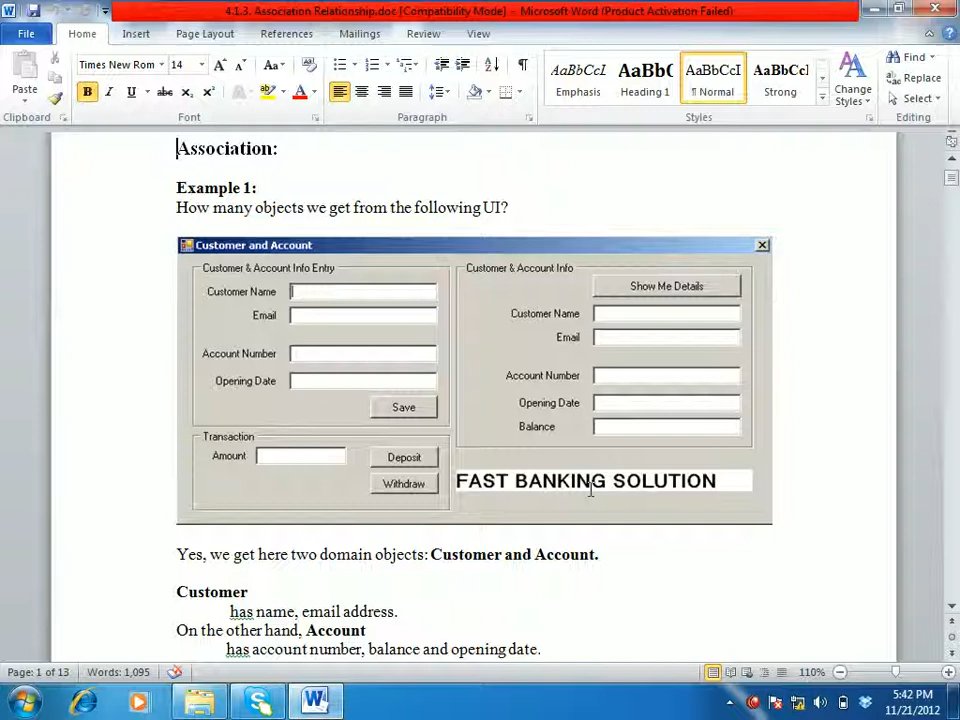 4.1.3. Association Relationship.doc [Compatibility Mode] - Microsoft Word (Product Activation Failed)
File Home Insert Page Layout References Mailings Review View
Times New Rom 14 Aa
Paste
B I U abc x₂ x²
AaBbCcI AaBbC AaBbCcI AaBbCcl
Emphasis Heading 1 ¶ Normal Strong
Change Styles
Find
Replace
Select
Clipboard Font Paragraph Styles Editing
Association:
Example 1:
How many objects we get from the following UI?
Customer and Account
Customer & Account Info Entry
Customer Name
Email
Account Number
Opening Date
Save
Transaction
Amount
Deposit
Withdraw
Customer & Account Info
Show Me Details
Customer Name
Email
Account Number
Opening Date
Balance
FAST BANKING SOLUTION
Yes, we get here two domain objects: Customer and Account.
Customer
has name, email address.
On the other hand, Account
has account number, balance and opening date.
Page: 1 of 13 Words: 1,095 110%
5:42 PM
11/21/2012